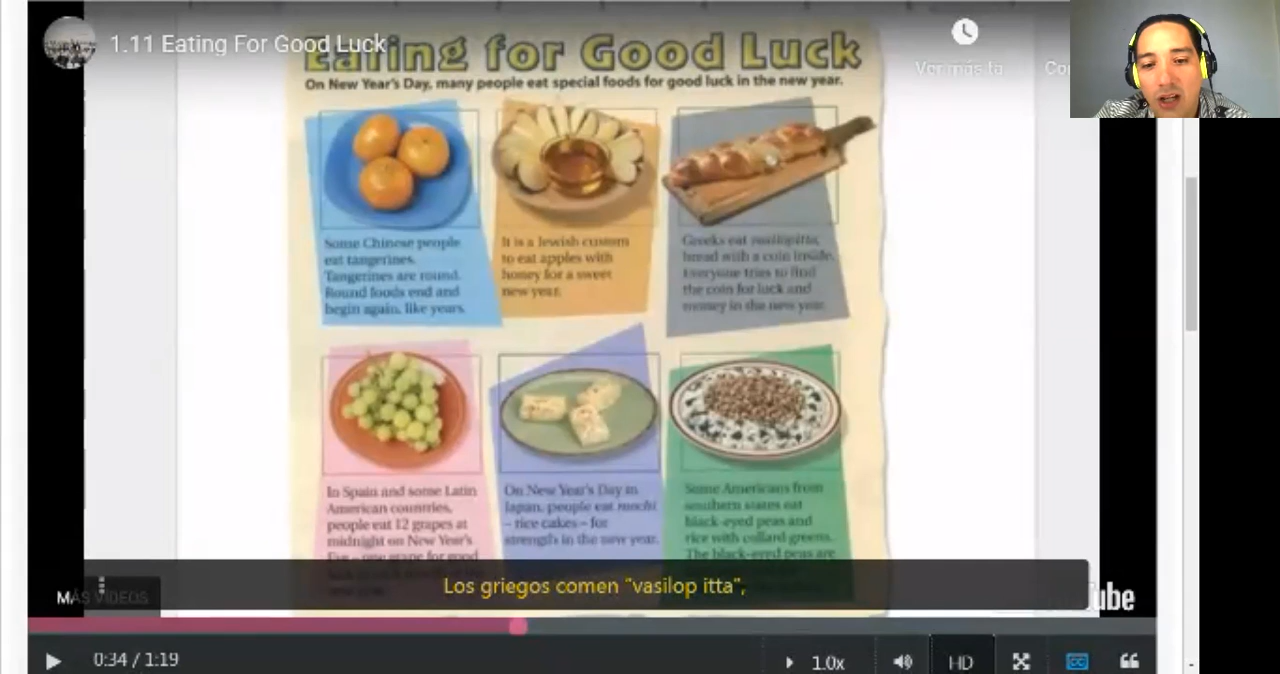 1.11 Eating For Good Luck
Eating for Good Luck
Ver más ta
Co
On New Year's Day, many people eat special foods for good luck in the new year.
Some Chinese people
eat tangerines.
Tangerines are round.
Round foods end and
begin again, like years.
It is a Jewish custom
to eat apples with
honey for a sweet
new year.
Greeks eat vasilopitta,
bread with a coin inside.
Everyone tries to find
the coin for luck and
money in the new year.
In Spain and some Latin
American countries,
people eat 12 grapes at
midnight on New Year's
Eve – one grape for good
On New Year's Day in
Japan, people eat mochi
– rice cakes – for
strength in the new year.
Some Americans from
southern states eat
black-eyed peas and
rice with collard greens.
The black-eyed peas are
Los griegos comen "vasilop itta",
MÁS VÍDEOS
ube
0:34 / 1:19
1.0x
HD
CC